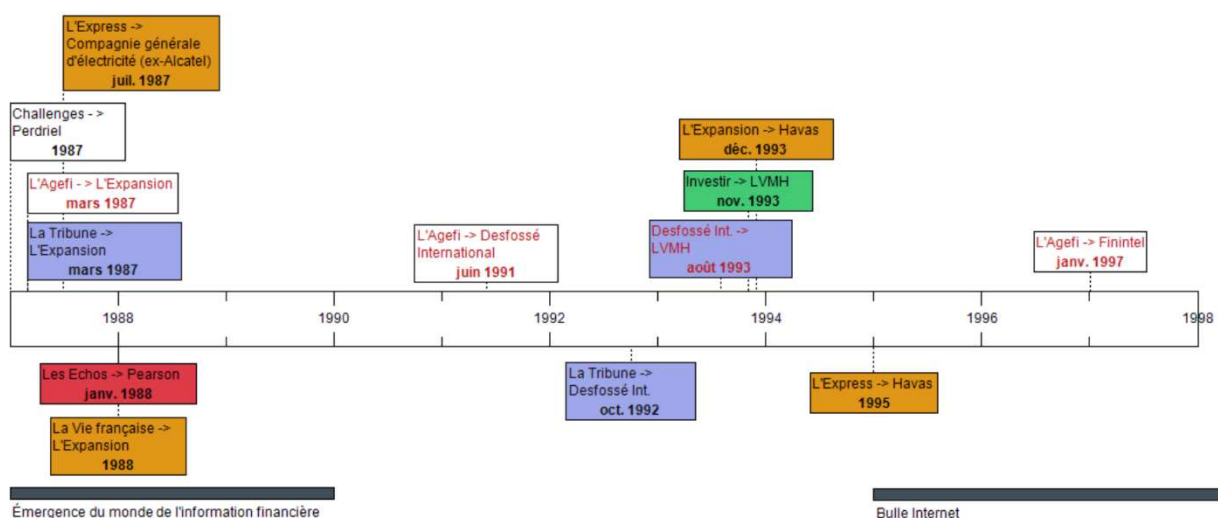 L'Express ->
Compagnie générale
d'électricité (ex-Alcatel)
juil. 1987
Challenges - >
Perdriel
1987
L'Agefi - > L'Expansion
mars 1987
La Tribune ->
L'Expansion
mars 1987
L'Agefi -> Desfossé
International
juin 1991
L'Expansion -> Havas
déc. 1993
Investir -> LVMH
nov. 1993
Desfossé Int. ->
LVMH
août 1993
L'Agefi -> Finintel
janv. 1997
1988
1990
1992
1994
1996
1998
Les Echos -> Pearson
janv. 1988
La Vie française ->
L'Expansion
1988
La Tribune ->
Desfossé Int.
oct. 1992
L'Express -> Havas
1995
Émergence du monde de l'information financière
Bulle Internet